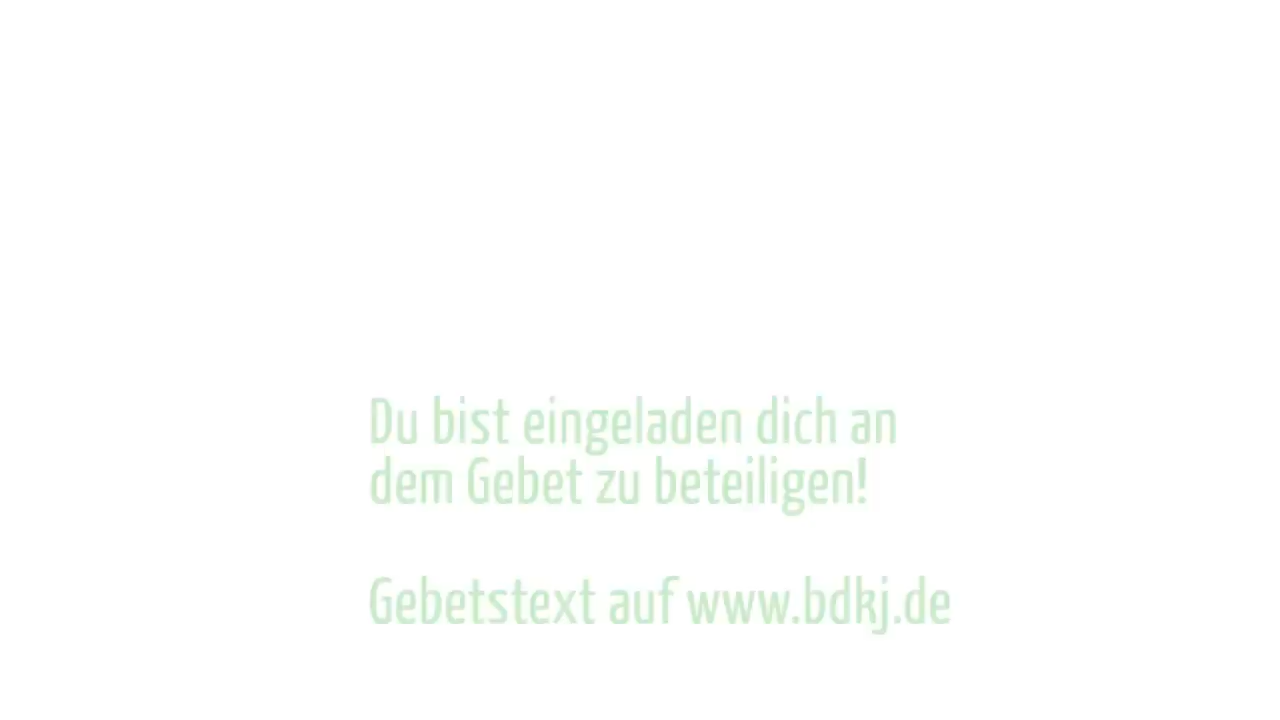 Du bist eingeladen dich an
dem Gebet zu beteiligen!
Gebetstext auf www.bdkj.de